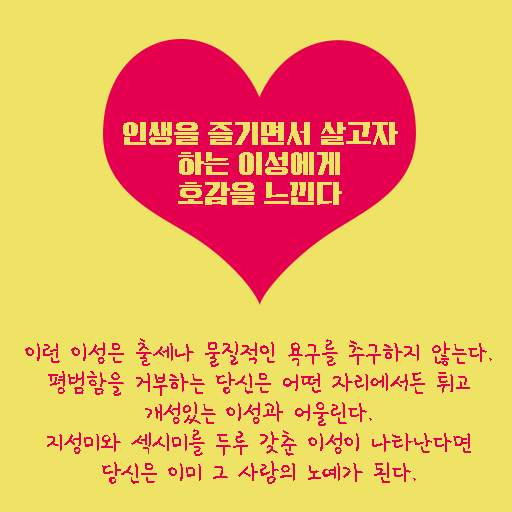 인생을 즐기면서 살고자
하는 이성에게
호감을 느낀다
이런 이성은 출세나 물질적인 욕구를 추구하지 않는다.
평범함을 거부하는 당신은 어떤 자리에서든 튀고
개성있는 이성과 어울린다.
지성미와 섹시미를 두루 갖춘 이성이 나타난다면
당신은 이미 그 사랑의 노예가 된다.